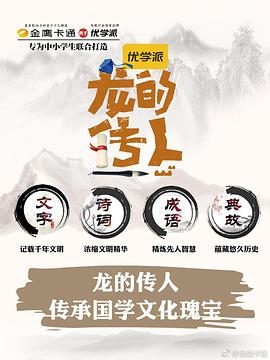 金鹰卡通 优学派
专为中小学生联合打造
优学派
龙的
传人
文字
诗词
成语
典故
记载千年文明
浓缩文明精华
精炼先人智慧
蕴藏悠久历史
龙的传人
传承国学文化瑰宝